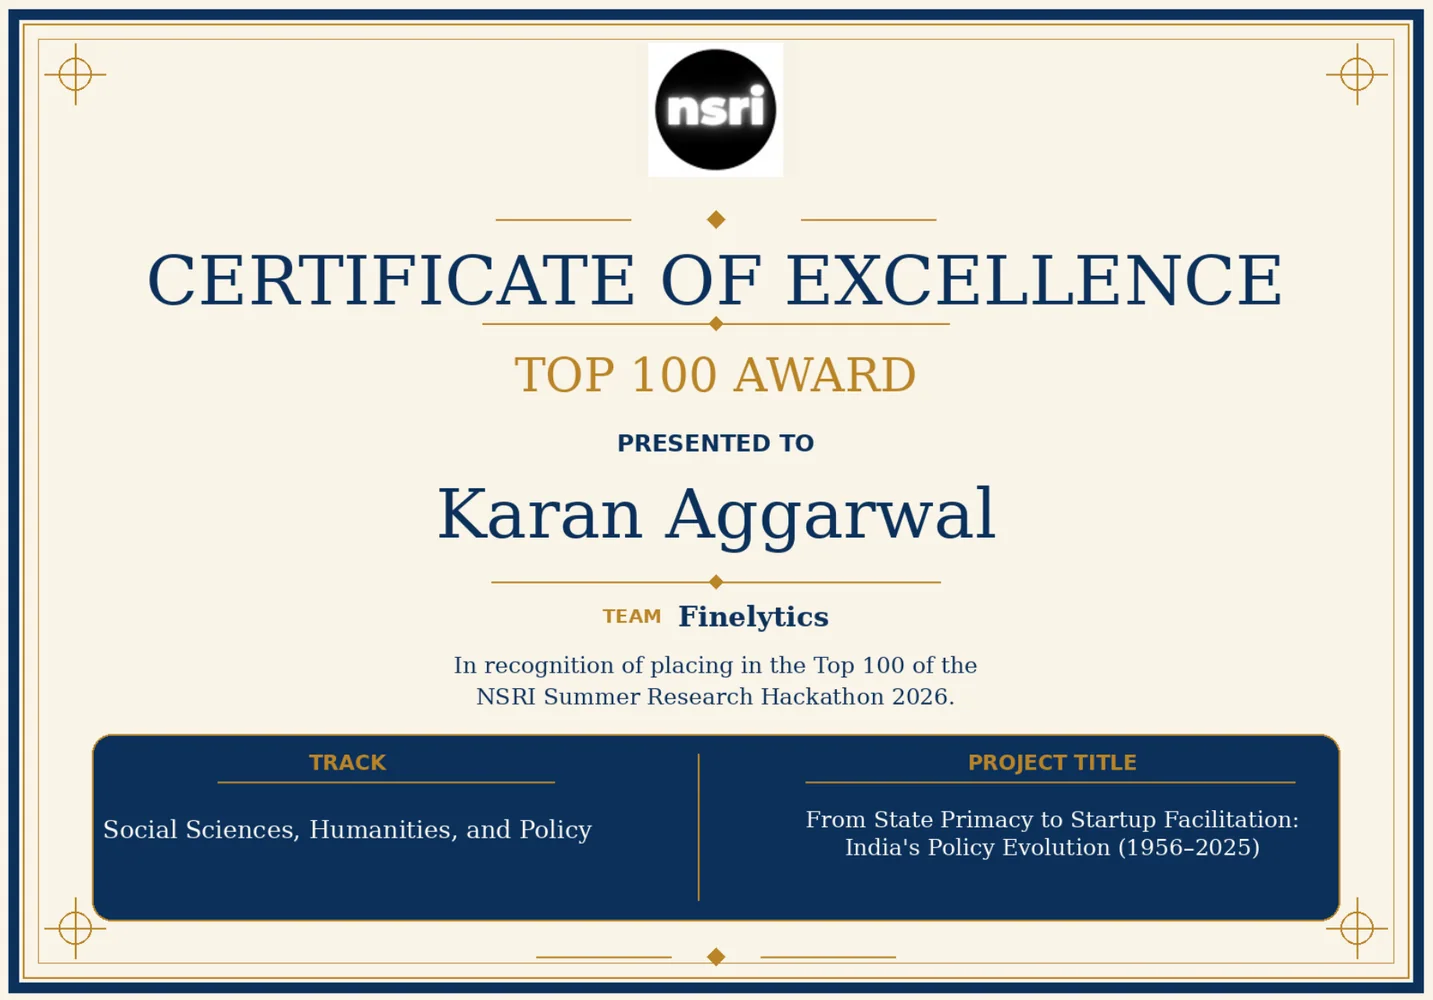 nsri
CERTIFICATE OF EXCELLENCE
TOP 100 AWARD
PRESENTED TO
Karan Aggarwal
TEAM Finelytics
In recognition of placing in the Top 100 of the
NSRI Summer Research Hackathon 2026.
TRACK
Social Sciences, Humanities, and Policy
PROJECT TITLE
From State Primacy to Startup Facilitation:
India's Policy Evolution (1956–2025)